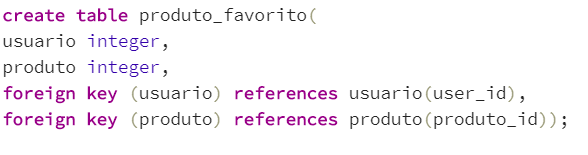 create table produto_favorito(
usuario integer,
produto integer,
foreign key (usuario) references usuario(user_id),
foreign key (produto) references produto(produto_id));